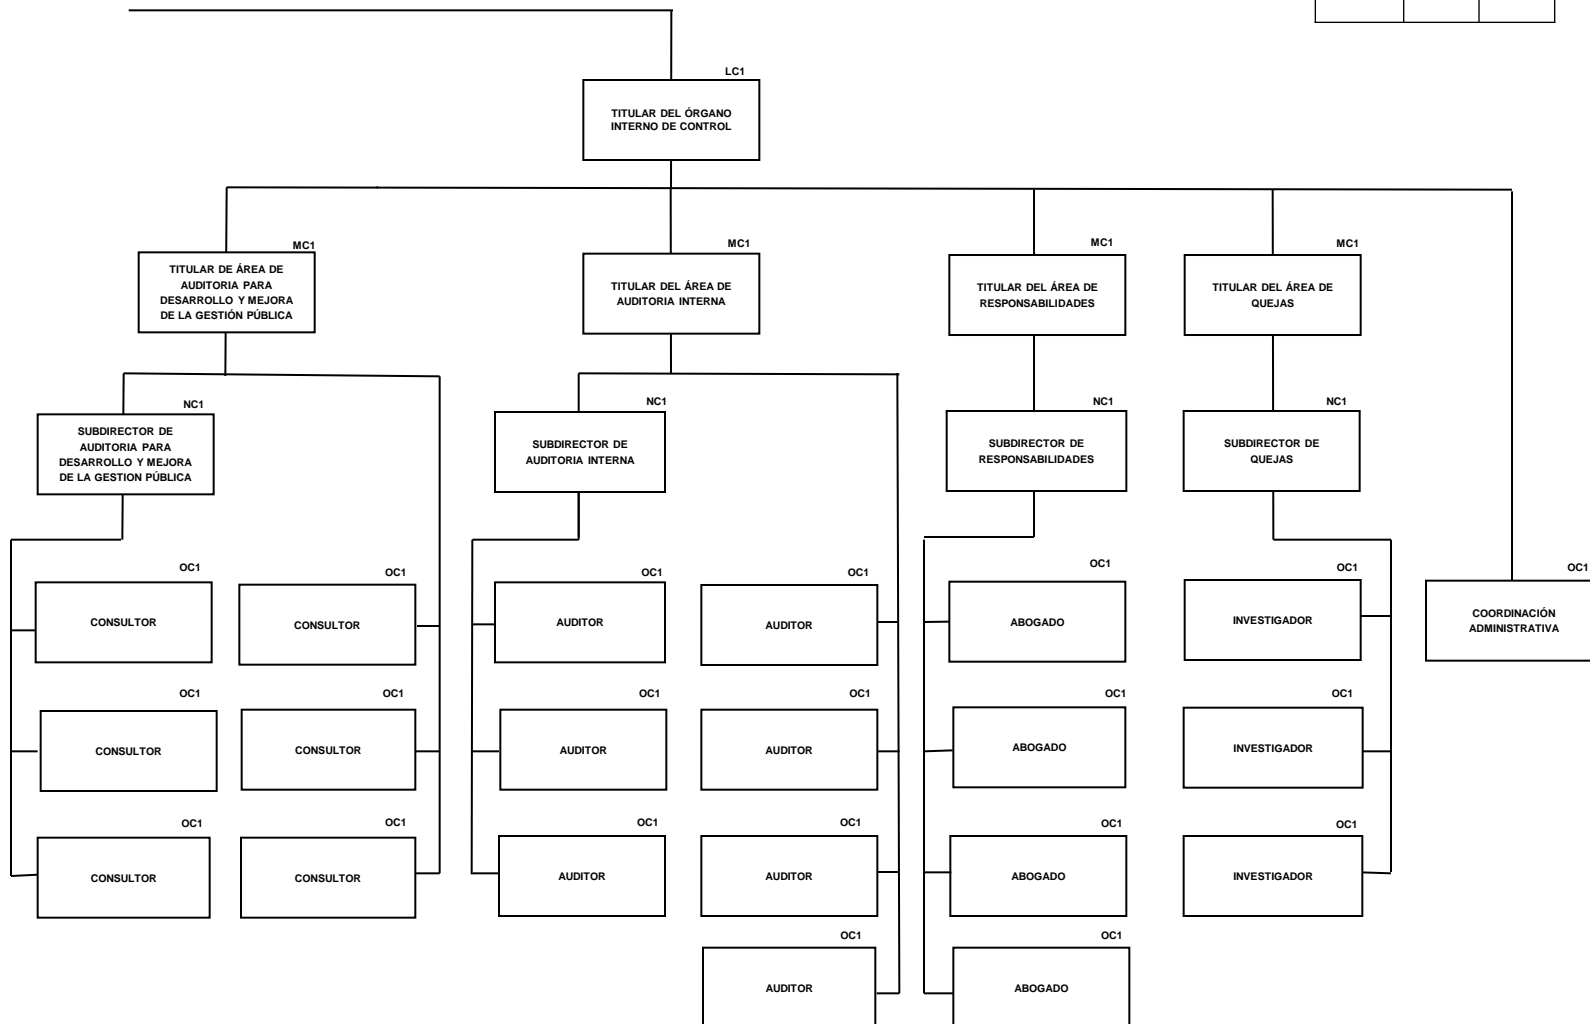 LC1
TITULAR DEL ÓRGANO
INTERNO DE CONTROL
MC1
TITULAR DE ÁREA DE
AUDITORIA PARA
DESARROLLO Y MEJORA
DE LA GESTIÓN PÚBLICA
MC1
TITULAR DEL ÁREA DE
AUDITORIA INTERNA
MC1
TITULAR DEL ÁREA DE
RESPONSABILIDADES
MC1
TITULAR DEL ÁREA DE
QUEJAS
NC1
SUBDIRECTOR DE
AUDITORIA PARA
DESARROLLO Y MEJORA
DE LA GESTION PÚBLICA
NC1
SUBDIRECTOR DE
AUDITORIA INTERNA
NC1
SUBDIRECTOR DE
RESPONSABILIDADES
NC1
SUBDIRECTOR DE
QUEJAS
OC1
CONSULTOR
OC1
CONSULTOR
OC1
AUDITOR
OC1
AUDITOR
OC1
ABOGADO
OC1
INVESTIGADOR
OC1
COORDINACIÓN
ADMINISTRATIVA
OC1
CONSULTOR
OC1
CONSULTOR
OC1
AUDITOR
OC1
AUDITOR
OC1
ABOGADO
OC1
INVESTIGADOR
OC1
CONSULTOR
OC1
CONSULTOR
OC1
AUDITOR
OC1
AUDITOR
OC1
ABOGADO
OC1
INVESTIGADOR
OC1
AUDITOR
OC1
ABOGADO